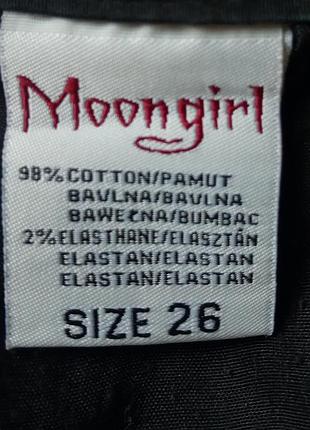 Moongirl
98% COTTON/PAMUT
BAVLNA/BAVLNA
BAWEŁNA/BUMBAC
2% ELASTHANE/ELASZTÁN
ELASTAN/ELASTAN
ELASTAN/ELASTAN
SIZE 26